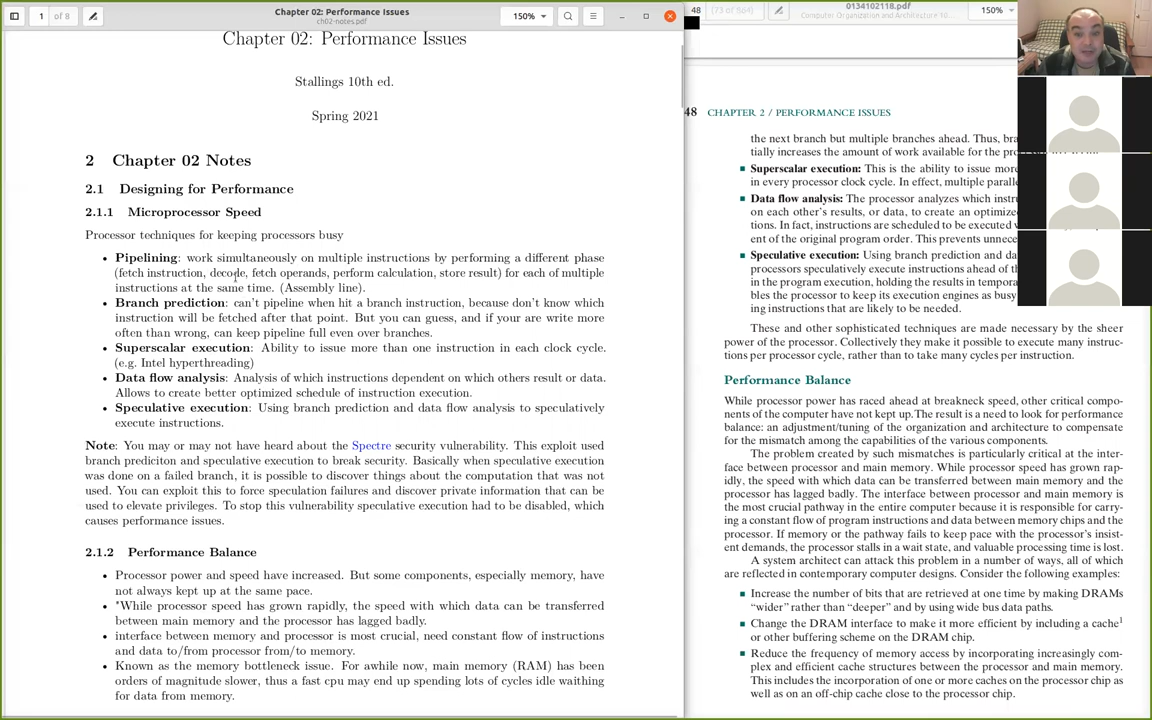 Chapter 02: Performance Issues
ch02-notes.pdf
1 of 8
150%
Chapter 02: Performance Issues
Stallings 10th ed.
Spring 2021
2 Chapter 02 Notes
2.1 Designing for Performance
2.1.1 Microprocessor Speed
Processor techniques for keeping processors busy
• Pipelining: work simultaneously on multiple instructions by performing a different phase
(fetch instruction, decode, fetch operands, perform calculation, store result) for each of multiple
instructions at the same time. (Assembly line).
• Branch prediction: can't pipeline when hit a branch instruction, because don't know which
instruction will be fetched after that point. But you can guess, and if your are write more
often than wrong, can keep pipeline full even over branches.
• Superscalar execution: Ability to issue more than one instruction in each clock cycle.
(e.g. Intel hyperthreading)
• Data flow analysis: Analysis of which instructions dependent on which others result or data.
Allows to create better optimized schedule of instruction execution.
• Speculative execution: Using branch prediction and data flow analysis to speculatively
execute instructions.
Note: You may or may not have heard about the Spectre security vulnerability. This exploit used
branch prediciton and speculative execution to break security. Basically when speculative execution
was done on a failed branch, it is possible to discover things about the computation that was not
used. You can exploit this to force speculation failures and discover private information that can be
used to elevate privileges. To stop this vulnerability speculative execution had to be disabled, which
causes performance issues.
2.1.2 Performance Balance
• Processor power and speed have increased. But some components, especially memory, have
not always kept up at the same pace.
• "While processor speed has grown rapidly, the speed with which data can be transferred
between main memory and the processor has lagged badly.
• interface between memory and processor is most crucial, need constant flow of instructions
and data to/from processor from/to memory.
• Known as the memory bottleneck issue. For awhile now, main memory (RAM) has been
orders of magnitude slower, thus a fast cpu may end up spending lots of cycles idle waithing
for data from memory.
48 (73 of 864)
0134102118.pdf
Computer Organization and Architecture 10...
150%
48 CHAPTER 2 / PERFORMANCE ISSUES
the next branch but multiple branches ahead. Thus,
tially increases the amount of work available for the
■ Superscalar execution: This is the ability to issue more
in every processor clock cycle. In effect, multiple
■ Data flow analysis: The processor analyzes which
on each other's results, or data, to create an optimized
tions. In fact, instructions are scheduled to be executed
ent of the original program order. This prevents
■ Speculative execution: Using branch prediction and
processors speculatively execute instructions ahead of
in the program execution, holding the results in
bles the processor to keep its execution engines as busy
ing instructions that are likely to be needed.
These and other sophisticated techniques are made necessary by the sheer
power of the processor. Collectively they make it possible to execute many instruc-
tions per processor cycle, rather than to take many cycles per instruction.
Performance Balance
While processor power has raced ahead at breakneck speed, other critical compo-
nents of the computer have not kept up.The result is a need to look for performance
balance: an adjustment/tuning of the organization and architecture to compensate
for the mismatch among the capabilities of the various components.
The problem created by such mismatches is particularly critical at the inter-
face between processor and main memory. While processor speed has grown rap-
idly, the speed with which data can be transferred between main memory and the
processor has lagged badly. The interface between processor and main memory is
the most crucial pathway in the entire computer because it is responsible for carry-
ing a constant flow of program instructions and data between memory chips and the
processor. If memory or the pathway fails to keep pace with the processor's insist-
ent demands, the processor stalls in a wait state, and valuable processing time is lost.
A system architect can attack this problem in a number of ways, all of which
are reflected in contemporary computer designs. Consider the following examples:
■ Increase the number of bits that are retrieved at one time by making DRAMs
"wider" rather than "deeper" and by using wide bus data paths.
■ Change the DRAM interface to make it more efficient by including a cache¹
or other buffering scheme on the DRAM chip.
■ Reduce the frequency of memory access by incorporating increasingly com-
plex and efficient cache structures between the processor and main memory.
This includes the incorporation of one or more caches on the processor chip as
well as on an off-chip cache close to the processor chip.